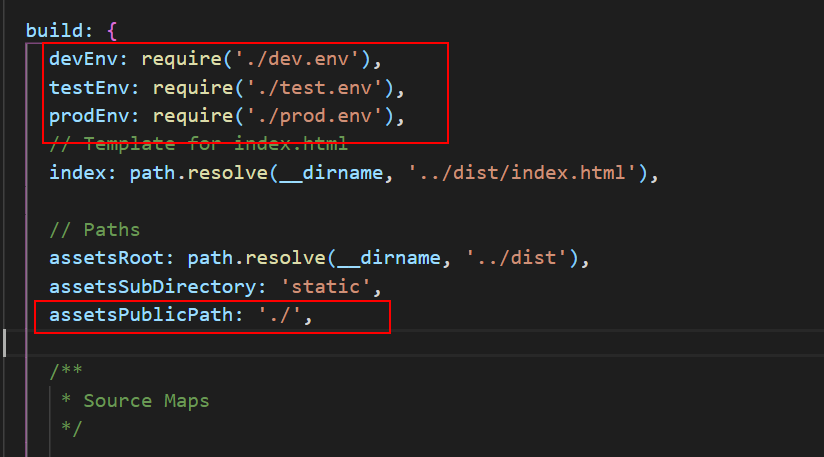 build: {
devEnv: require('./dev.env'),
testEnv: require('./test.env'),
prodEnv: require('./prod.env'),
// Template for index.html
index: path.resolve(__dirname, '../dist/index.html'),
// Paths
assetsRoot: path.resolve(__dirname, '../dist'),
assetsSubDirectory: 'static',
assetsPublicPath: './',
/**
* Source Maps
*/